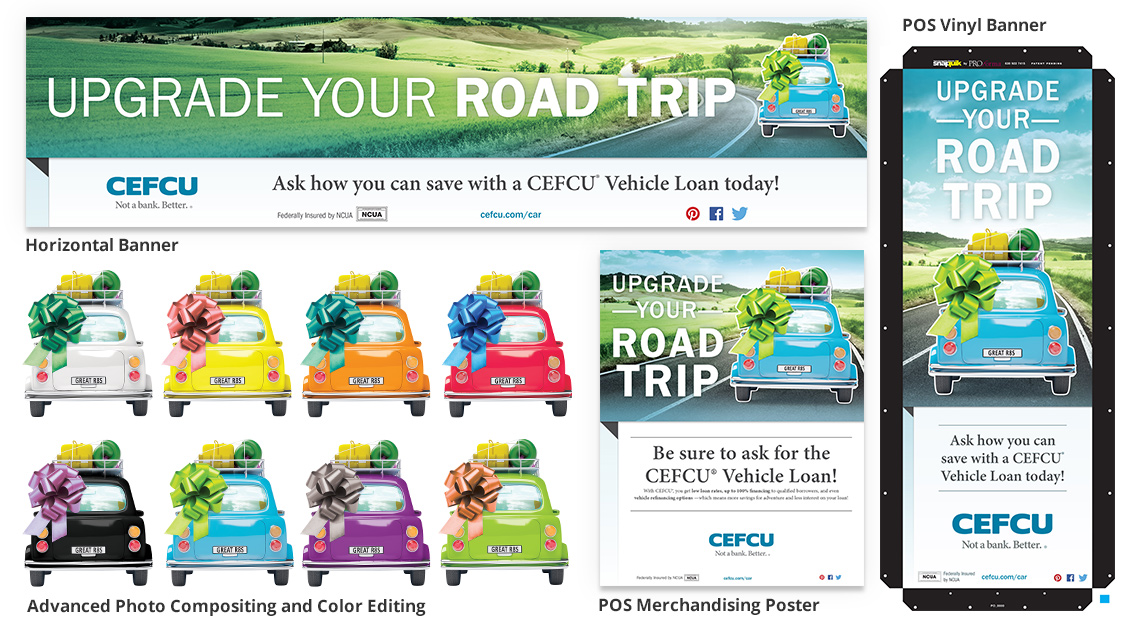 UPGRADE YOUR ROAD TRIP
GREAT R8S
CEFCU
Not a bank. Better.®
Ask how you can save with a CEFCU® Vehicle Loan today!
Federally Insured by NCUA NCUA
cefcu.com/car
Horizontal Banner
GREAT R8S
GREAT R8S
GREAT R8S
GREAT R8S
GREAT R8S
GREAT R8S
GREAT R8S
GREAT R8S
Advanced Photo Compositing and Color Editing
UPGRADE
—YOUR—
ROAD
TRIP
GREAT R8S
Be sure to ask for the
CEFCU® Vehicle Loan!
With CEFCU®, you get low loan rates, up to 100% financing to qualified borrowers, and even
vehicle refinancing options—which means more savings for adventure and less interest on your loan!
CEFCU
Not a bank. Better.®
Federally Insured by NCUA NCUA
cefcu.com/car
POS Merchandising Poster
POS Vinyl Banner
snapquik by PRO PATENT PENDING
UPGRADE
—YOUR—
ROAD
TRIP
GREAT R8S
Ask how you can
save with a CEFCU®
Vehicle Loan today!
CEFCU
Not a bank. Better.®
NCUA Federally Insured
by NCUA
cefcu.com/car